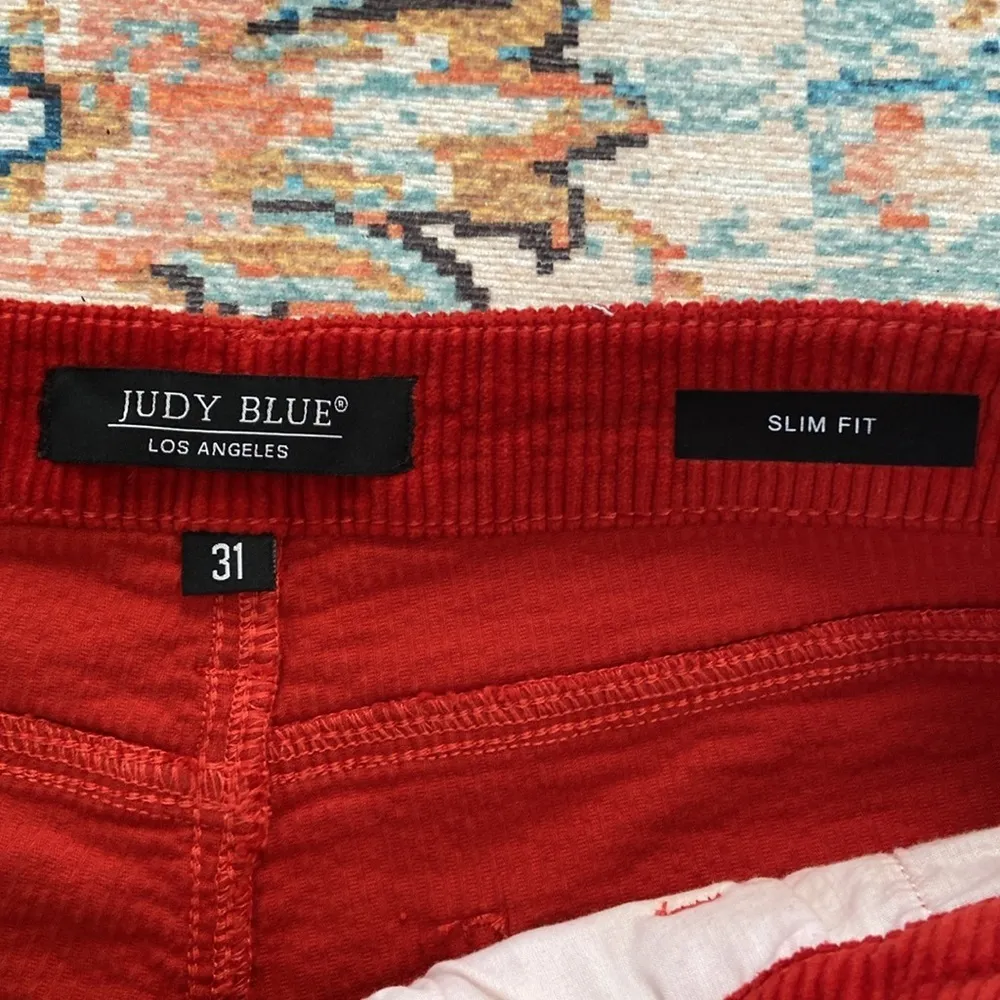 JUDY BLUE®
LOS ANGELES
SLIM FIT
31